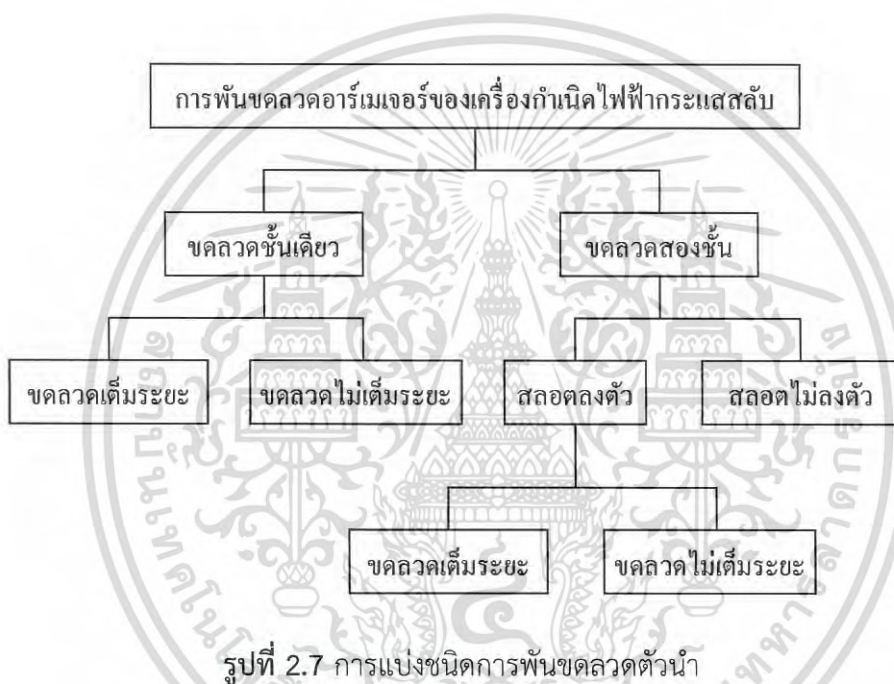 การพันขดลวดอาร์เมเจอร์ของเครื่องกำเนิดไฟฟ้ากระแสสลับ
ขดลวดชั้นเดียว
ขดลวดสองชั้น
ขดลวดเต็มระยะ
ขดลวดไม่เต็มระยะ
สลอตลงตัว
สลอตไม่ลงตัว
ขดลวดเต็มระยะ
ขดลวดไม่เต็มระยะ
รูปที่ 2.7 การแบ่งชนิดการพันขดลวดตัวนำ